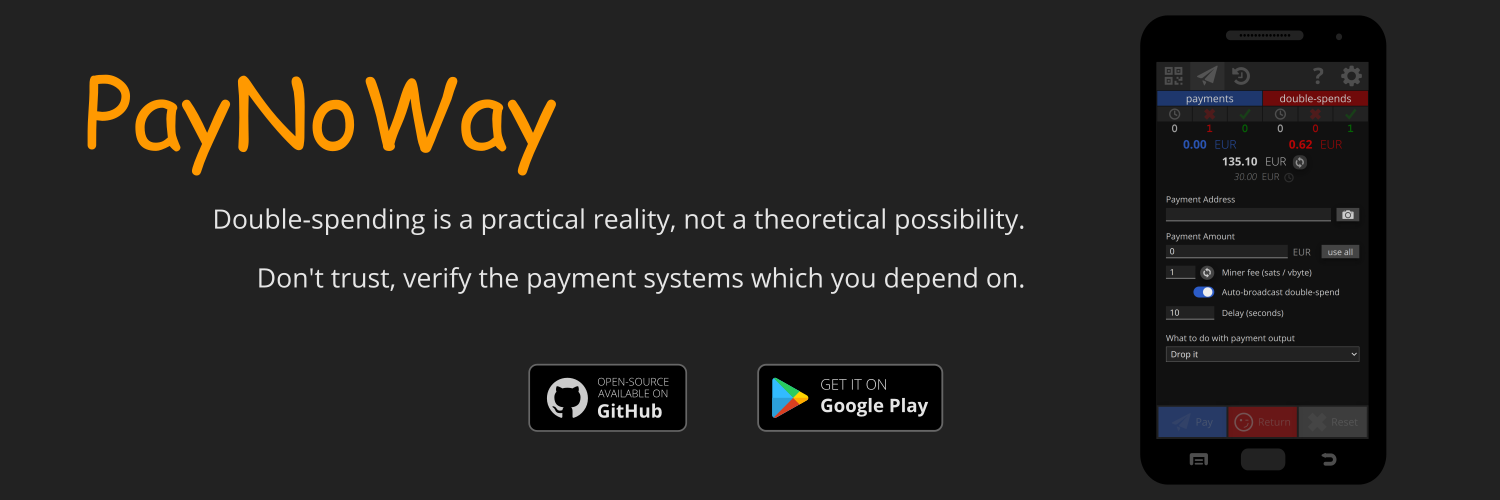 PayNoWay
Double-spending is a practical reality, not a theoretical possibility.
Don't trust, verify the payment systems which you depend on.
OPEN-SOURCE
AVAILABLE ON
GitHub
GET IT ON
Google Play
?
payments double-spends
0 1 0 0 0 1
0.00 EUR 0.62 EUR
135.10 EUR
30.00 EUR
Payment Address
Payment Amount
0 EUR use all
1 Miner fee (sats / vbyte)
Auto-broadcast double-spend
10 Delay (seconds)
What to do with payment output
Drop it
Pay Return Reset